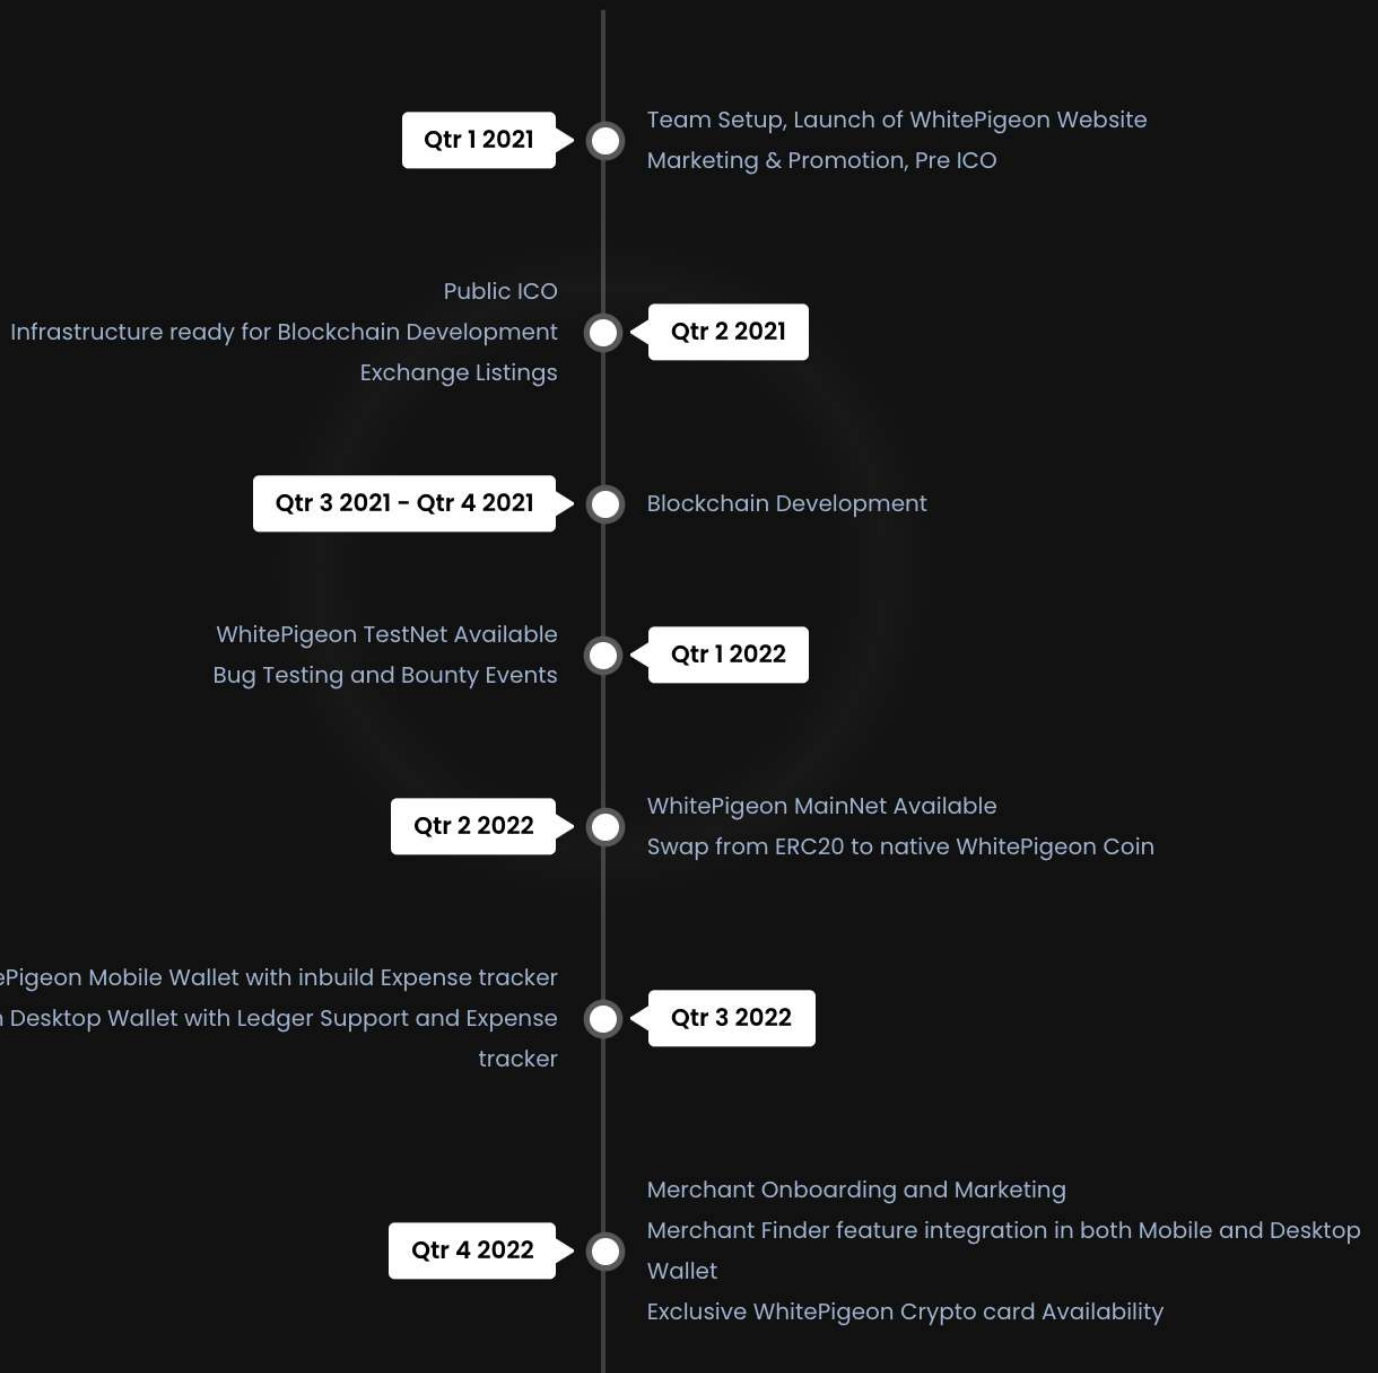 Qtr 1 2021
Team Setup, Launch of WhitePigeon Website
Marketing & Promotion, Pre ICO
Public ICO
Infrastructure ready for Blockchain Development
Exchange Listings
Qtr 2 2021
Qtr 3 2021 - Qtr 4 2021
Blockchain Development
WhitePigeon TestNet Available
Bug Testing and Bounty Events
Qtr 1 2022
Qtr 2 2022
WhitePigeon MainNet Available
Swap from ERC20 to native WhitePigeon Coin
ePigeon Mobile Wallet with inbuild Expense tracker
Desktop Wallet with Ledger Support and Expense
tracker
Qtr 3 2022
Qtr 4 2022
Merchant Onboarding and Marketing
Merchant Finder feature integration in both Mobile and Desktop
Wallet
Exclusive WhitePigeon Crypto card Availability